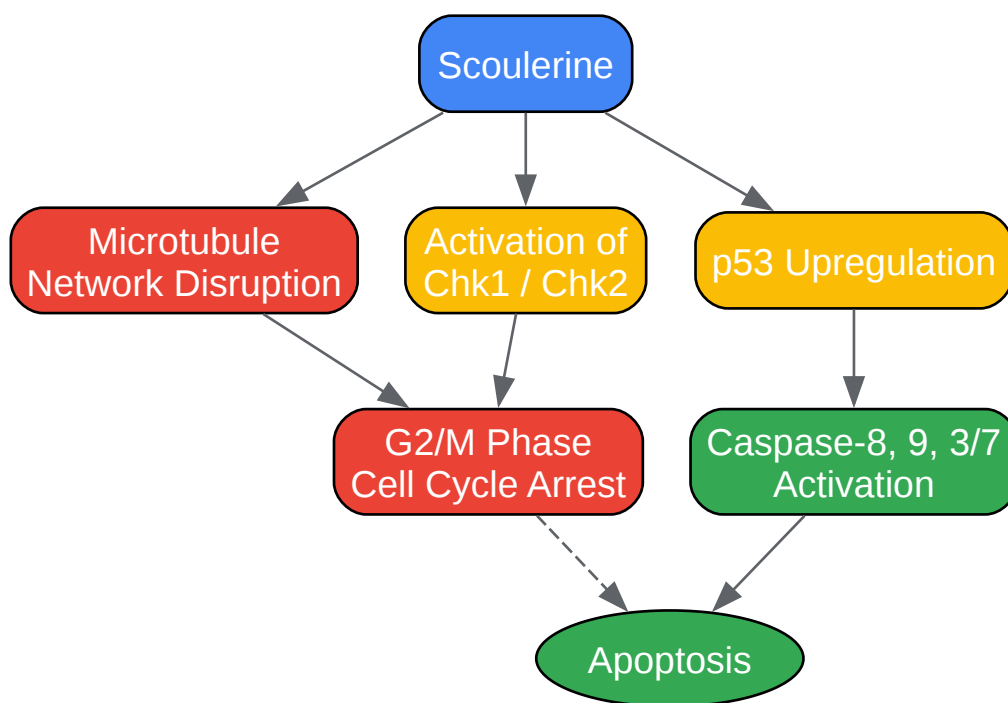 Scoulerine
Microtubule
Network Disruption
Activation of
Chk1 / Chk2
p53 Upregulation
G2/M Phase
Cell Cycle Arrest
Caspase-8, 9, 3/7
Activation
Apoptosis